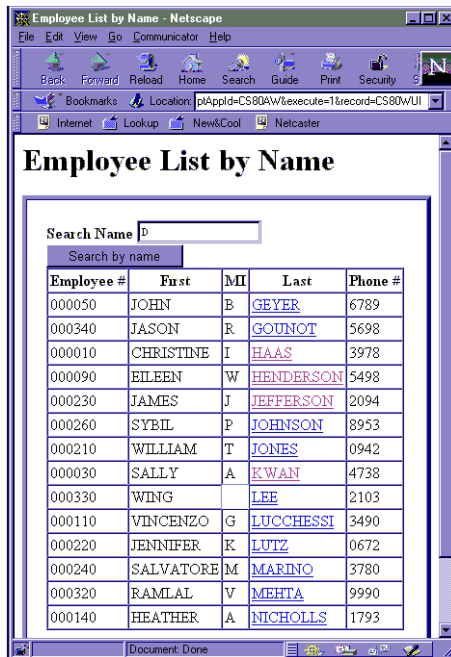 Employee List by Name - Netscape
File Edit View Go Communicator Help
Back Forward Reload Home Search Guide Print Security S N
Bookmarks Location: ptAppId=CS80AW&execute=1&record=CS80WUI
Internet Lookup New&Cool Netcaster
Employee List by Name
Search Name D
Search by name
Employee # First MI Last Phone #
000050 JOHN B GEYER 6789
000340 JASON R GOUNOT 5698
000010 CHRISTINE I HAAS 3978
000090 EILEEN W HENDERSON 5498
000230 JAMES J JEFFERSON 2094
000260 SYBIL P JOHNSON 8953
000210 WILLIAM T JONES 0942
000030 SALLY A KWAN 4738
000330 WING LEE 2103
000110 VINCENZO G LUCCHESSI 3490
000220 JENNIFER K LUTZ 0672
000240 SALVATORE M MARINO 3780
000320 RAMLAL V MEHTA 9990
000140 HEATHER A NICHOLLS 1793
Document: Done